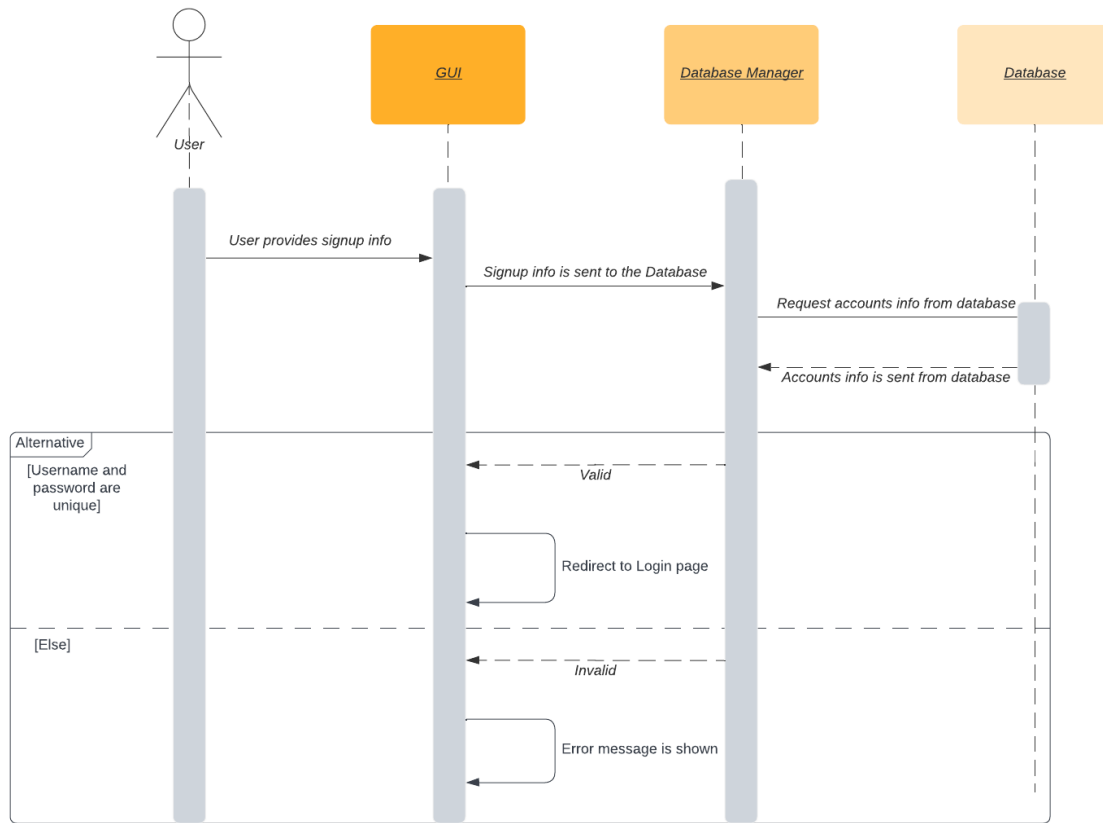 User
GUI
Database Manager
Database
User provides signup info
Signup info is sent to the Database
Request accounts info from database
Accounts info is sent from database
Alternative
[Username and
password are
unique]
Valid
Redirect to Login page
[Else]
Invalid
Error message is shown